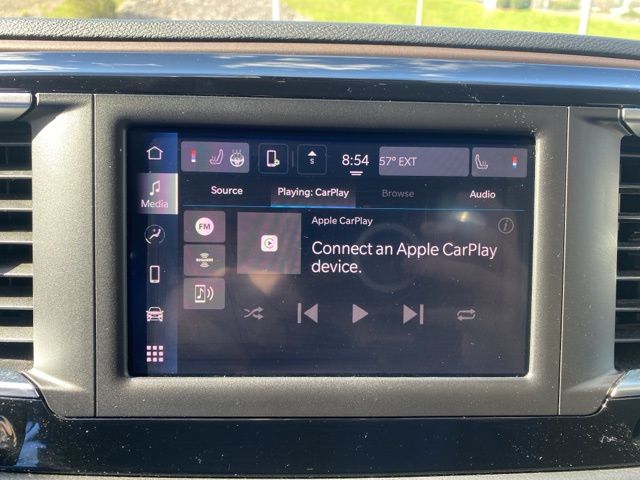 S
8:54
57° EXT
Source
Playing: CarPlay
Browse
Audio
Media
FM
Apple CarPlay
i
Connect an Apple CarPlay
device.